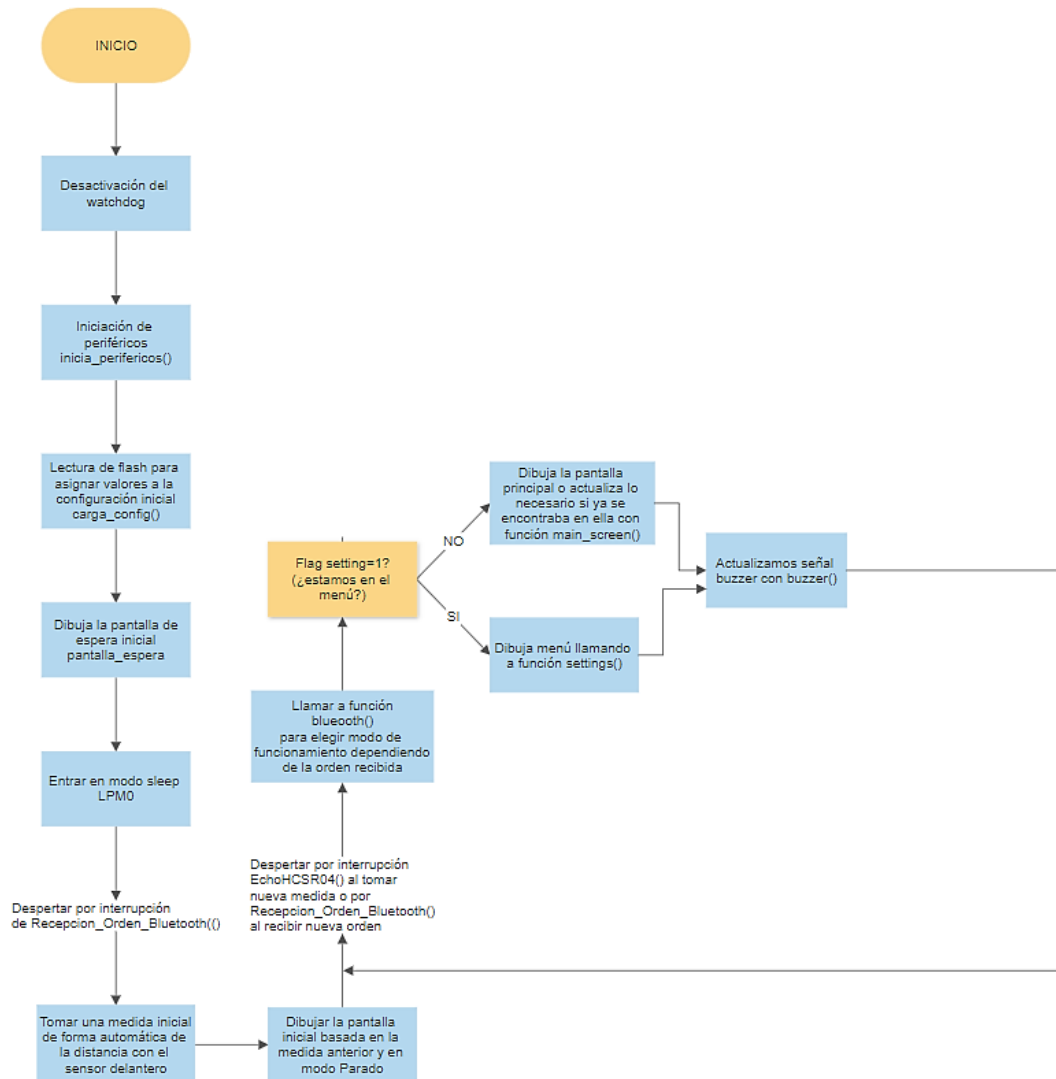 INICIO
Desactivación del
watchdog
Iniciación de
periféricos
inicia_perifericos()
Lectura de flash para
asignar valores a la
configuración inicial
carga_config()
Dibuja la pantalla de
espera inicial
pantalla_espera
Entrar en modo sleep
LPM0
Despertar por interrupción
de Recepcion_Orden_Bluetooth(()
Tomar una medida inicial
de forma automática de
la distancia con el
sensor delantero
Dibujar la pantalla
inicial basada en la
medida anterior y en
modo Parado
Despertar por interrupción
EchoHCSR04() al tomar
nueva medida o por
Recepcion_Orden_Bluetooth()
al recibir nueva orden
Llamar a función
blueooth()
para elegir modo de
funcionamiento dependiendo
de la orden recibida
Flag setting=1?
(¿estamos en el
menú?)
NO
Dibuja la pantalla
principal o actualiza lo
necesario si ya se
encontraba en ella con
función main_screen()
SI
Dibuja menú llamando
a función settings()
Actualizamos señal
buzzer con buzzer()